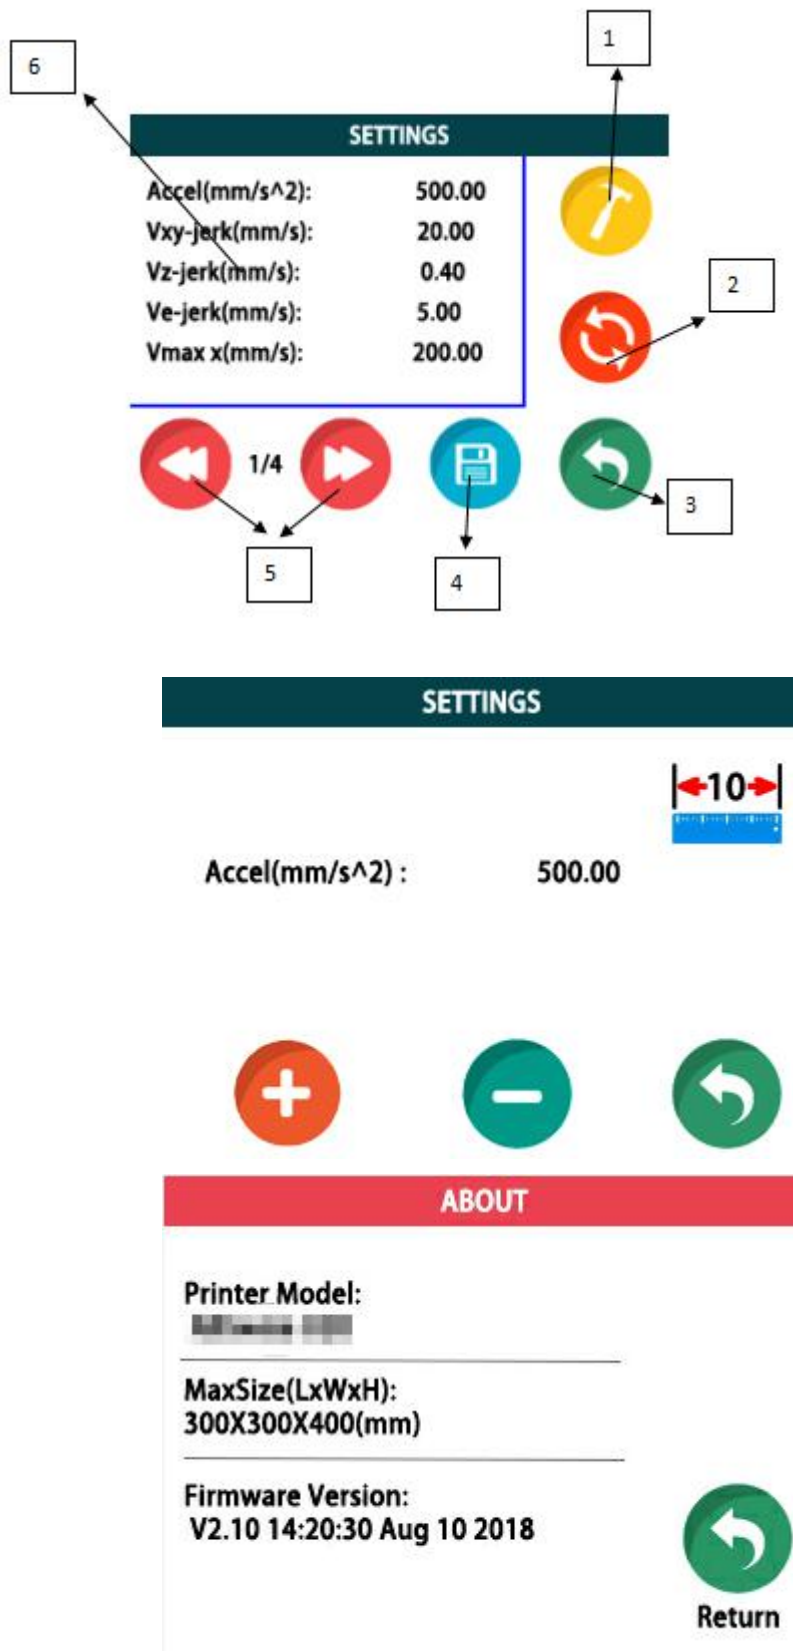 1
6
SETTINGS
Accel(mm/s^2): 500.00
Vxy-jerk(mm/s): 20.00
Vz-jerk(mm/s): 0.40
Ve-jerk(mm/s): 5.00
Vmax x(mm/s): 200.00
2
1/4
3
5
4
SETTINGS
10
Accel(mm/s^2) : 500.00
ABOUT
Printer Model:
MaxSize(LxWxH):
300X300X400(mm)
Firmware Version:
V2.10 14:20:30 Aug 10 2018
Return